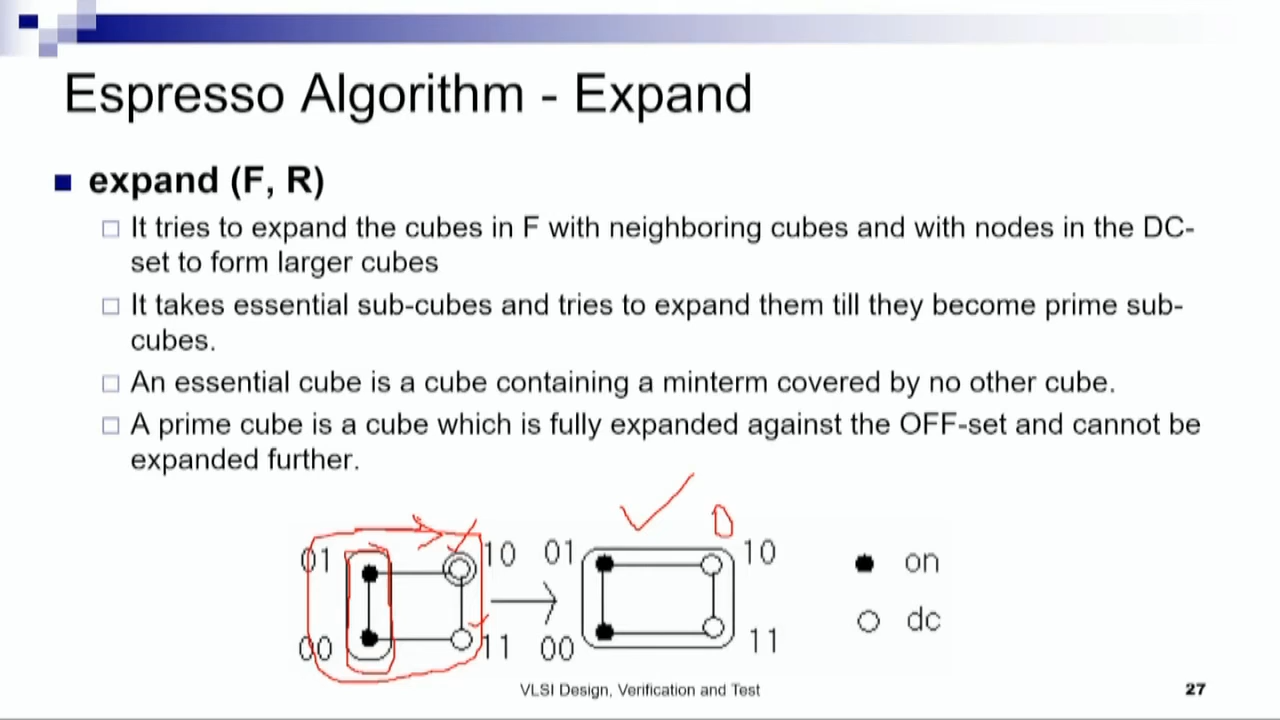 Espresso Algorithm - Expand
expand (F, R)
It tries to expand the cubes in F with neighboring cubes and with nodes in the DC-
set to form larger cubes
It takes essential sub-cubes and tries to expand them till they become prime sub-
cubes.
An essential cube is a cube containing a minterm covered by no other cube.
A prime cube is a cube which is fully expanded against the OFF-set and cannot be
expanded further.
01 10 01 10 on
00 11 00 11 dc
VLSI Design, Verification and Test 27